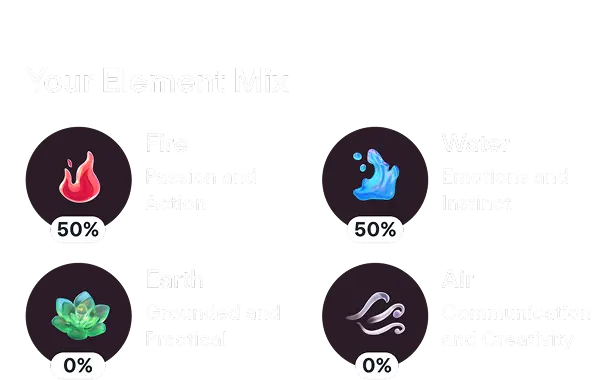 Your Element Mix
Fire
Passion and
Action
50%
Water
Emotions and
Instinct
50%
Earth
Grounded and
Practical
0%
Air
Communication
and Creativity
0%